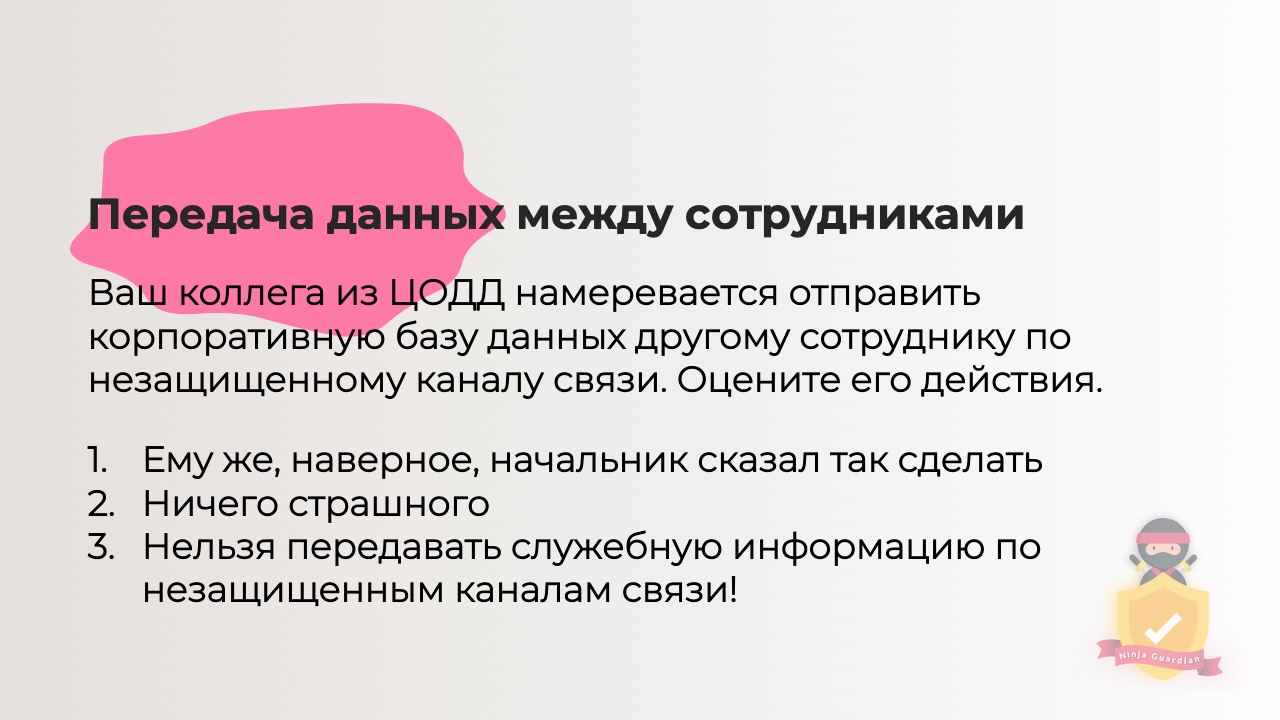 Передача данных между сотрудниками
Ваш коллега из ЦОДД намеревается отправить
корпоративную базу данных другому сотруднику по
незащищенному каналу связи. Оцените его действия.
1. Ему же, наверное, начальник сказал так сделать
2. Ничего страшного
3. Нельзя передавать служебную информацию по
незащищенным каналам связи!
Ninja Guardian